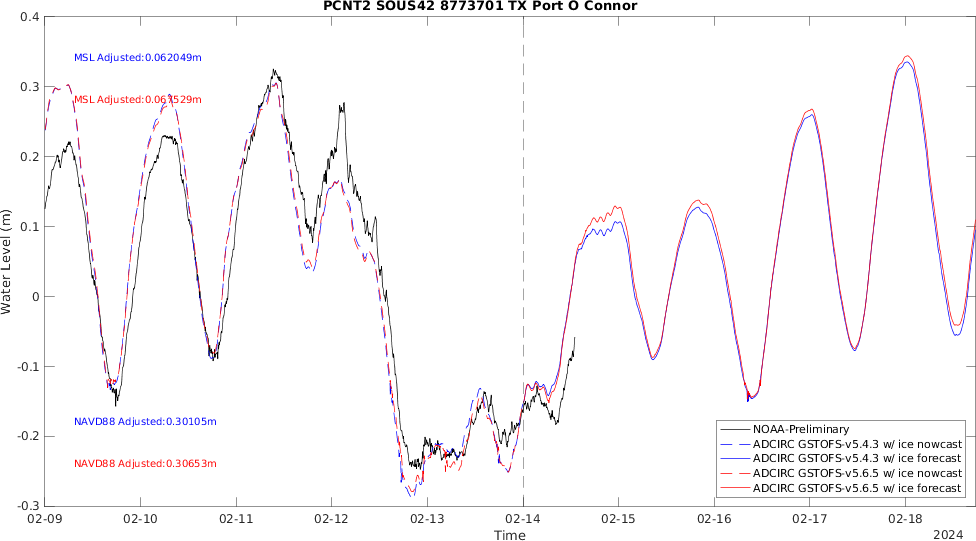 PCNT2 SOUS42 8773701 TX Port O Connor
0.4
MSL Adjusted:0.062049m
0.3
MSL Adjusted:0.067529m
0.2
0.1
Water Level (m)
0
-0.1
NAVD88 Adjusted:0.30105m
-0.2
NAVD88 Adjusted:0.30653m
-0.3
NOAA-Preliminary
ADCIRC GSTOFS-v5.4.3 w/ ice nowcast
ADCIRC GSTOFS-v5.4.3 w/ ice forecast
ADCIRC GSTOFS-v5.6.5 w/ ice nowcast
ADCIRC GSTOFS-v5.6.5 w/ ice forecast
02-09 02-10 02-11 02-12 02-13 02-14 02-15 02-16 02-17 02-18
Time
2024